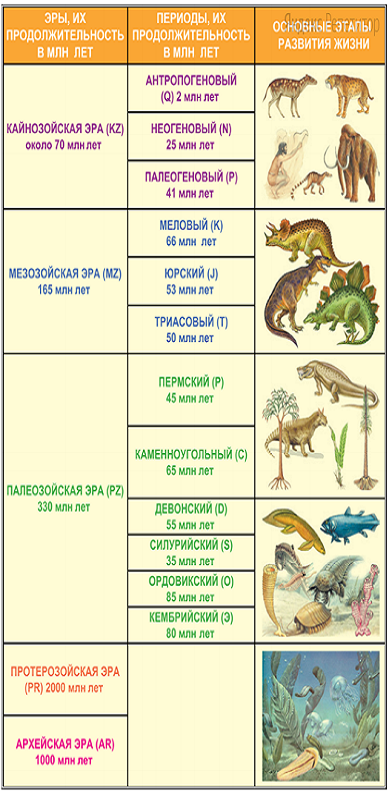 Яндекс Репетитор
ЭРЫ, ИХ
ПРОДОЛЖИТЕЛЬНОСТЬ
В МЛН ЛЕТ
ПЕРИОДЫ, ИХ
ПРОДОЛЖИТЕЛЬНОСТЬ
В МЛН ЛЕТ
ОСНОВНЫЕ ЭТАПЫ
РАЗВИТИЯ ЖИЗНИ
КАЙНОЗОЙСКАЯ ЭРА (KZ)
около 70 млн лет
АНТРОПОГЕНОВЫЙ
(Q) 2 млн лет
НЕОГЕНОВЫЙ (N)
25 млн лет
ПАЛЕОГЕНОВЫЙ (P)
41 млн лет
МЕЗОЗОЙСКАЯ ЭРА (MZ)
165 млн лет
МЕЛОВЫЙ (K)
66 млн лет
ЮРСКИЙ (J)
53 млн лет
ТРИАСОВЫЙ (T)
50 млн лет
ПАЛЕОЗОЙСКАЯ ЭРА (PZ)
330 млн лет
ПЕРМСКИЙ (P)
45 млн лет
КАМЕННОУГОЛЬНЫЙ (C)
65 млн лет
ДЕВОНСКИЙ (D)
55 млн лет
СИЛУРИЙСКИЙ (S)
35 млн лет
ОРДОВИКСКИЙ (O)
85 млн лет
КЕМБРИЙСКИЙ (Э)
80 млн лет
ПРОТЕРОЗОЙСКАЯ ЭРА
(PR) 2000 млн лет
АРХЕЙСКАЯ ЭРА (AR)
1000 млн лет